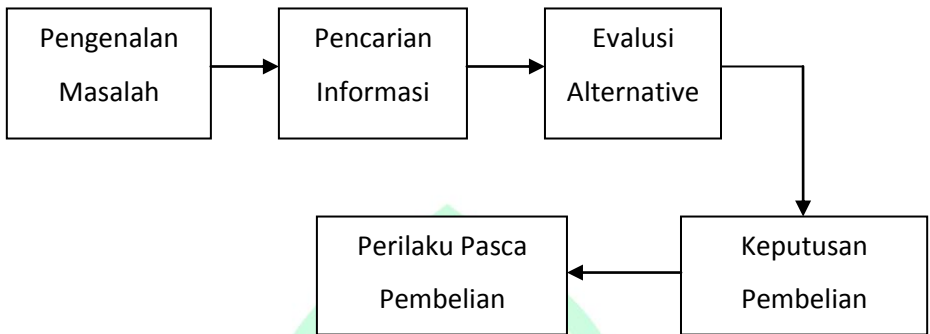 Pengenalan
Masalah
Pencarian
Informasi
Evalusi
Alternative
Keputusan
Pembelian
Perilaku Pasca
Pembelian